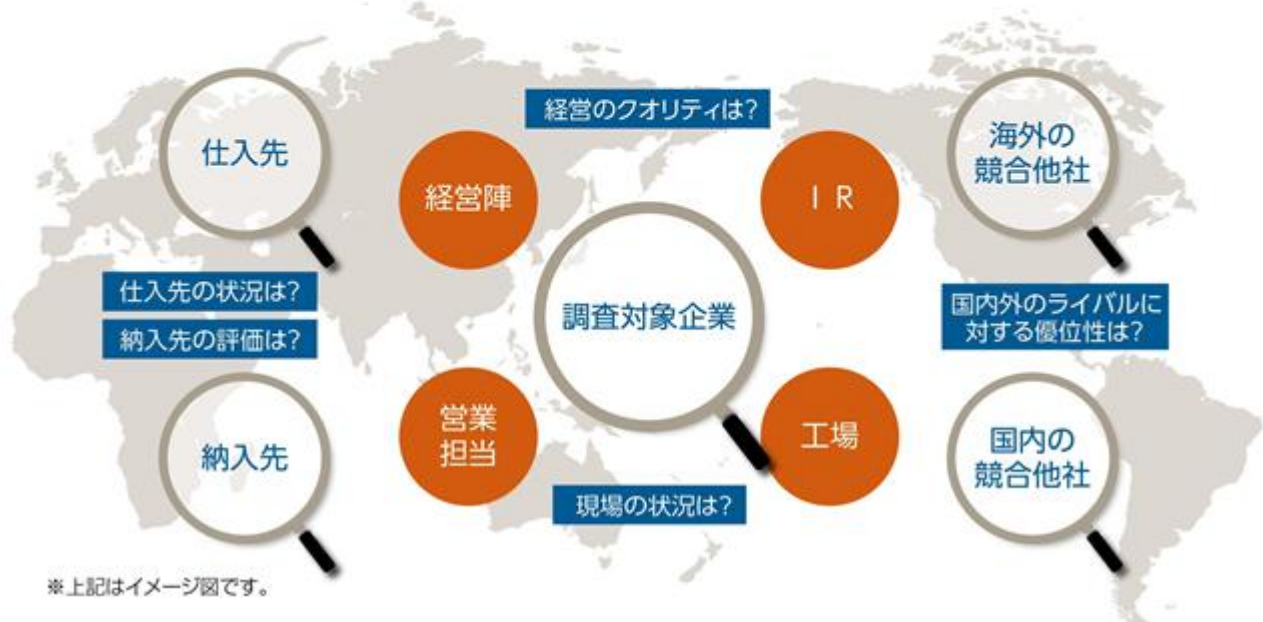 経営のクオリティは?
仕入先
経営陣
ＩＲ
海外の
競合他社
仕入先の状況は?
納入先の評価は?
調査対象企業
国内外のライバルに
対する優位性は?
納入先
営業
担当
工場
国内の
競合他社
現場の状況は?
※上記はイメージ図です。